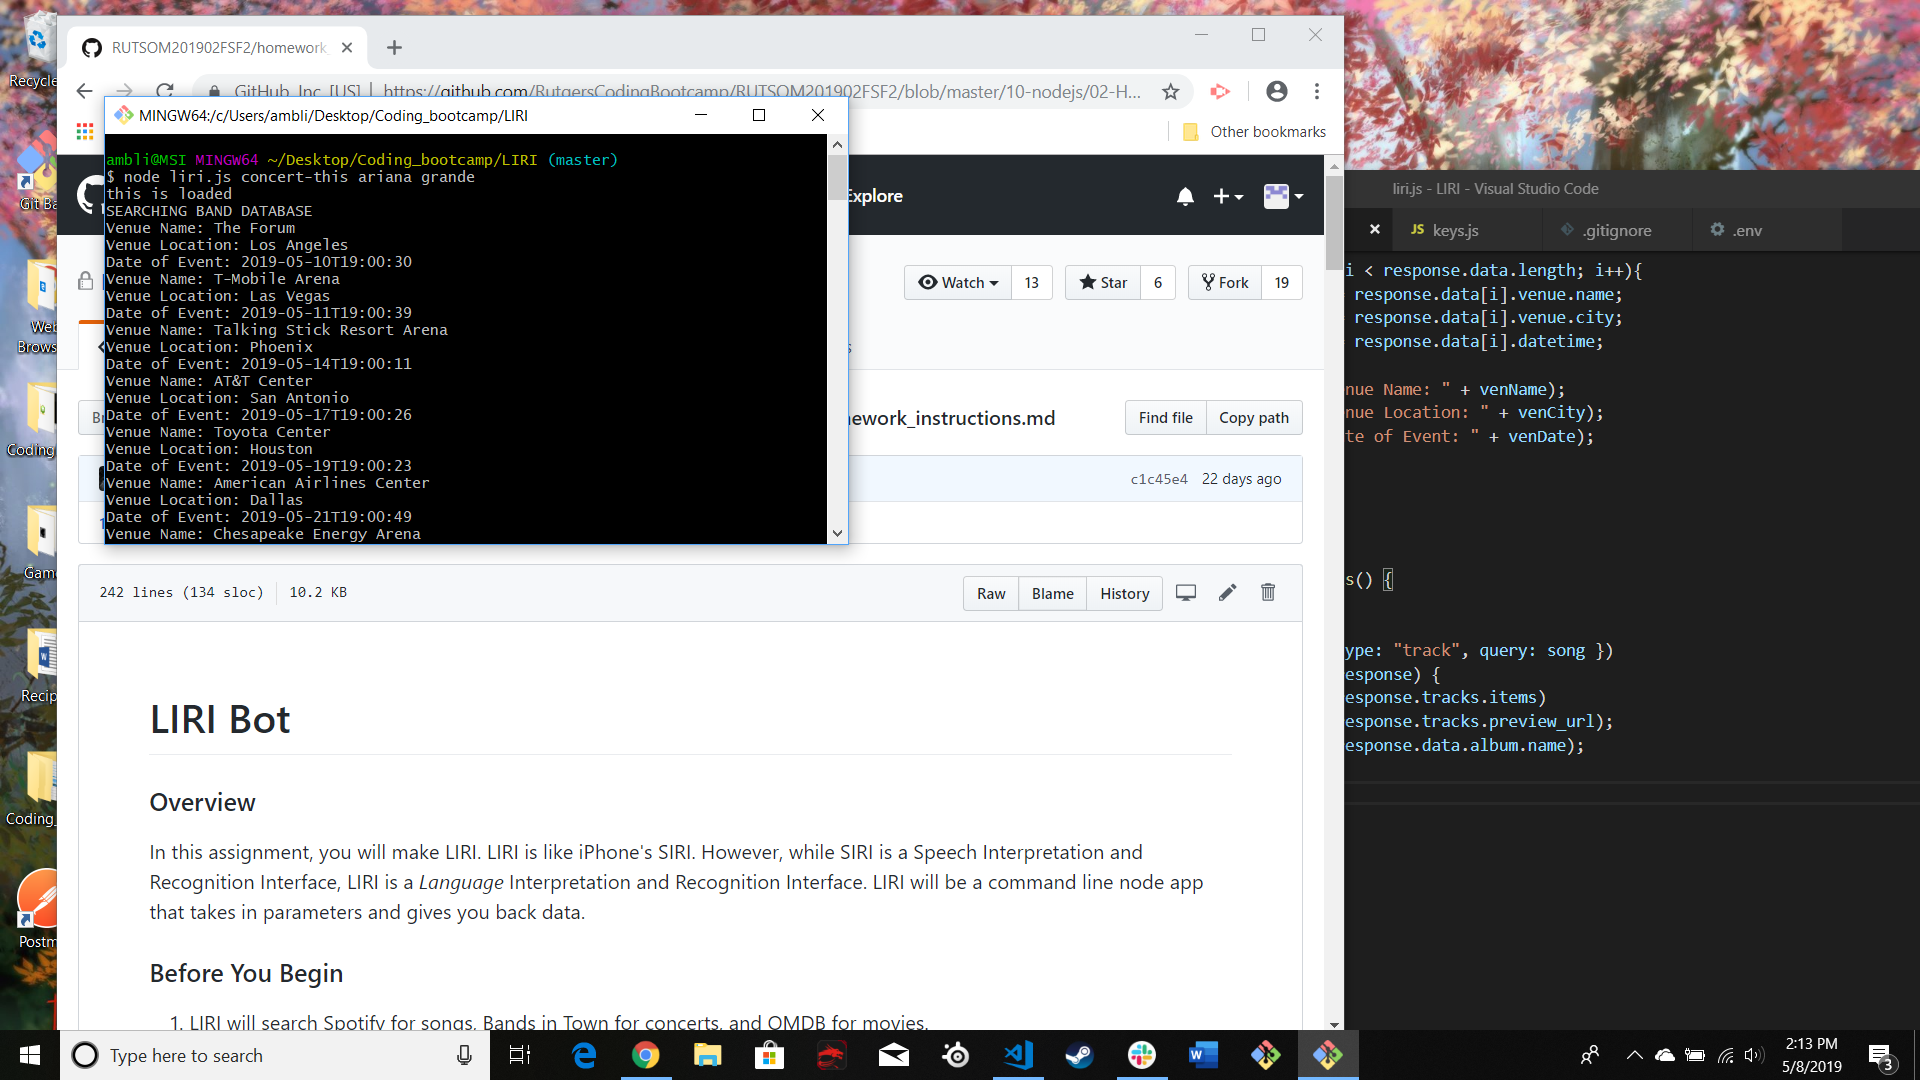 Recycle
Git Ba
Web
Brows
Coding
Gam
Recip
Coding_
Postm
RUTSOM201902FSF2/homework
GitHub, Inc. [US] | https://github.com/RutgersCodingBootcamp/RUTSOM201902FSF2/blob/master/10-nodejs/02-H...
Other bookmarks
MINGW64:/c/Users/ambli/Desktop/Coding_bootcamp/LIRI
ambli@MSI MINGW64 ~/Desktop/Coding_bootcamp/LIRI (master)
$ node liri.js concert-this ariana grande
this is loaded
SEARCHING BAND DATABASE
Venue Name: The Forum
Venue Location: Los Angeles
Date of Event: 2019-05-10T19:00:30
Venue Name: T-Mobile Arena
Venue Location: Las Vegas
Date of Event: 2019-05-11T19:00:39
Venue Name: Talking Stick Resort Arena
Venue Location: Phoenix
Date of Event: 2019-05-14T19:00:11
Venue Name: AT&T Center
Venue Location: San Antonio
Date of Event: 2019-05-17T19:00:26
Venue Name: Toyota Center
Venue Location: Houston
Date of Event: 2019-05-19T19:00:23
Venue Name: American Airlines Center
Venue Location: Dallas
Date of Event: 2019-05-21T19:00:49
Venue Name: Chesapeake Energy Arena
Explore
Watch 13 Star 6 Fork 19
ework_instructions.md
Find file Copy path
c1c45e4 22 days ago
242 lines (134 sloc) 10.2 KB
Raw Blame History
LIRI Bot
Overview
In this assignment, you will make LIRI. LIRI is like iPhone's SIRI. However, while SIRI is a Speech Interpretation and
Recognition Interface, LIRI is a Language Interpretation and Recognition Interface. LIRI will be a command line node app
that takes in parameters and gives you back data.
Before You Begin
1. LIRI will search Spotify for songs, Bands in Town for concerts, and OMDB for movies.
liri.js - LIRI - Visual Studio Code
JS keys.js .gitignore .env
i < response.data.length; i++){
response.data[i].venue.name;
response.data[i].venue.city;
response.data[i].datetime;
nue Name: " + venName);
nue Location: " + venCity);
te of Event: " + venDate);
s() {
ype: "track", query: song })
esponse) {
esponse.tracks.items)
esponse.tracks.preview_url);
esponse.data.album.name);
Type here to search
2:13 PM
5/8/2019
3